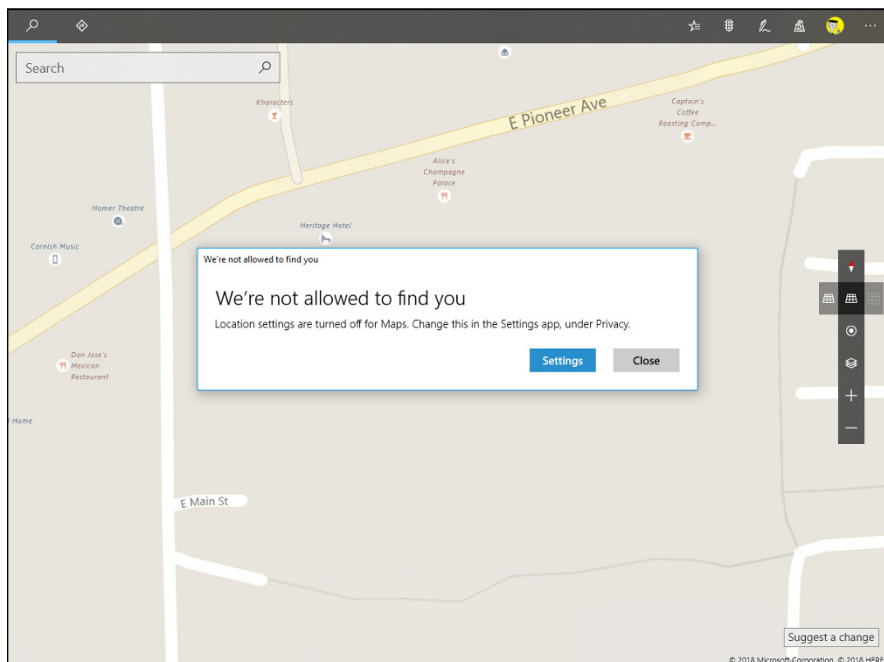 Search
Kharacters
E Pioneer Ave
Captain's
Coffee
Roasting Comp...
Alice's
Champagne
Palace
Homer Theatre
Heritage Hotel
Cornish Music
We're not allowed to find you
We're not allowed to find you
Location settings are turned off for Maps. Change this in the Settings app, under Privacy.
Settings
Close
Don Jose's
Mexican
Restaurant
Home
E Main St
Suggest a change
© 2018 Microsoft Corporation, © 2018 HERE